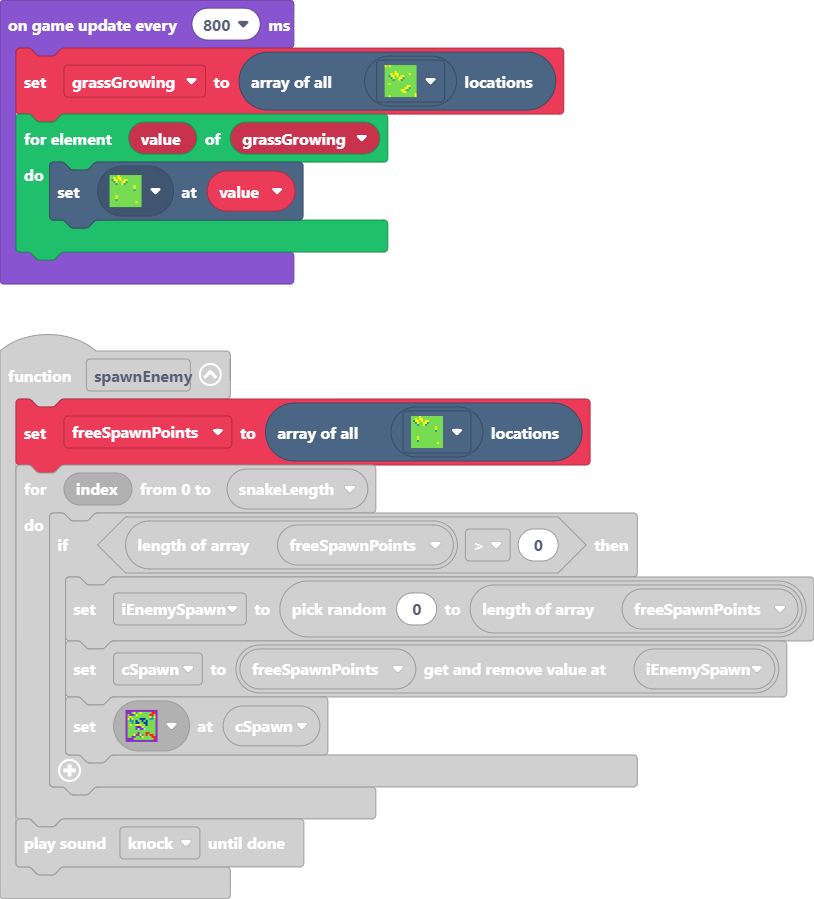 on game update every 800 ms
set grassGrowing to array of all locations
for element value of grassGrowing
do
set at value
function spawnEnemy
set freeSpawnPoints to array of all locations
for index from 0 to snakeLength
do
if length of array freeSpawnPoints > 0 then
set iEnemySpawn to pick random 0 to length of array freeSpawnPoints
set cSpawn to freeSpawnPoints get and remove value at iEnemySpawn
set at cSpawn
play sound knock until done